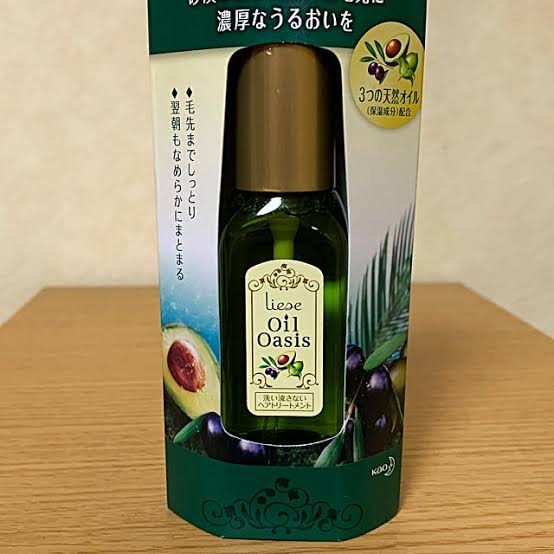 濃厚なうるおいを
3つの天然オイル
(保湿成分)配合
◆毛先までしっとり
◆翌朝もなめらかにまとまる
Liese
Oil
Oasis
洗い流さない
ヘアトリートメント
Kao